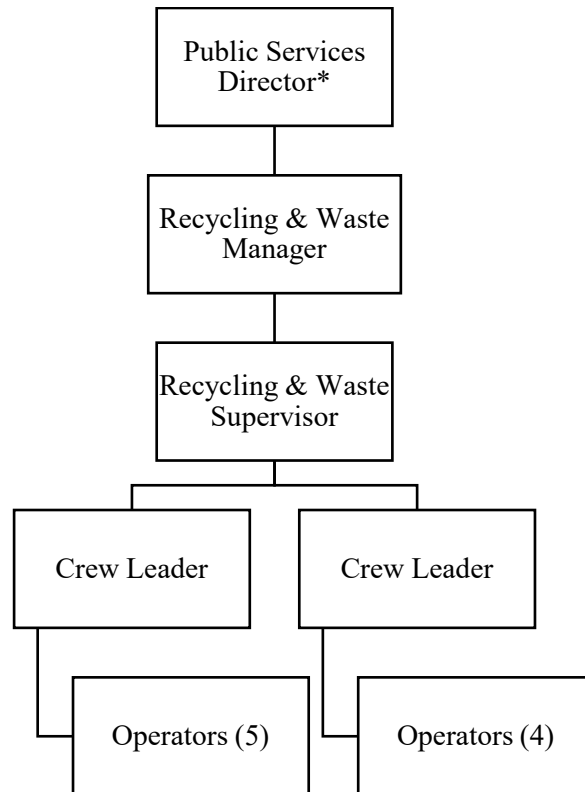 Public Services
Director*
Recycling & Waste
Manager
Recycling & Waste
Supervisor
Crew Leader
Crew Leader
Operators (5)
Operators (4)